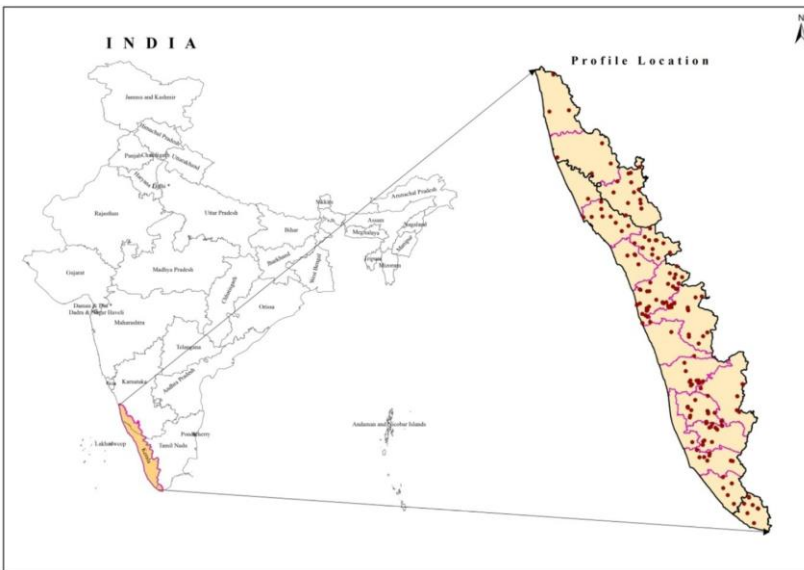 N
I N D I A
Profile Location
Jammu and Kashmir
Himachal Pradesh
Punjab
Chandigarh
Uttarakhand
Haryana
Delhi
Arunachal Pradesh
Sikkim
Rajasthan
Uttar Pradesh
Assam
Nagaland
Bihar
Meghalaya
Manipur
Jharkhand
Tripura
Mizoram
West Bengal
Gujarat
Madhya Pradesh
Chhattisgarh
Orissa
Daman & Diu
Dadra & Nagar Haveli
Maharashtra
Telangana
Karnataka
Goa
Andhra Pradesh
Andaman and Nicobar Islands
Pondicherry
Lakshadweep
Tamil Nadu
Kerala